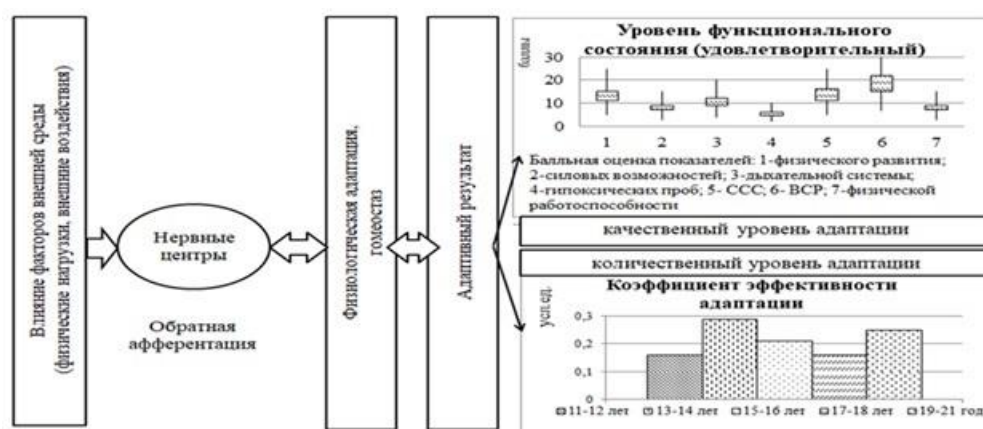 Влияние факторов внешней среды
(физические нагрузки, внешние воздействия)
Нервные
центры
Обратная
афферентация
Физиологическая адаптация,
гомеостаз
Адаптивный результат
Уровень функционального
состояния (удовлетворительный)
баллы
30
20
10
0
1 2 3 4 5 6 7
Балльная оценка показателей: 1-физического развития;
2-силовых возможностей; 3-дыхательной системы;
4-гипоксических проб; 5- ССС; 6- ВСР; 7-физической
работоспособности
качественный уровень адаптации
количественный уровень адаптации
Коэффициент эффективности
адаптации
усл.ед.
0,3
0,2
0,1
0
11-12 лет 13-14 лет 15-16 лет 17-18 лет 19-21 год